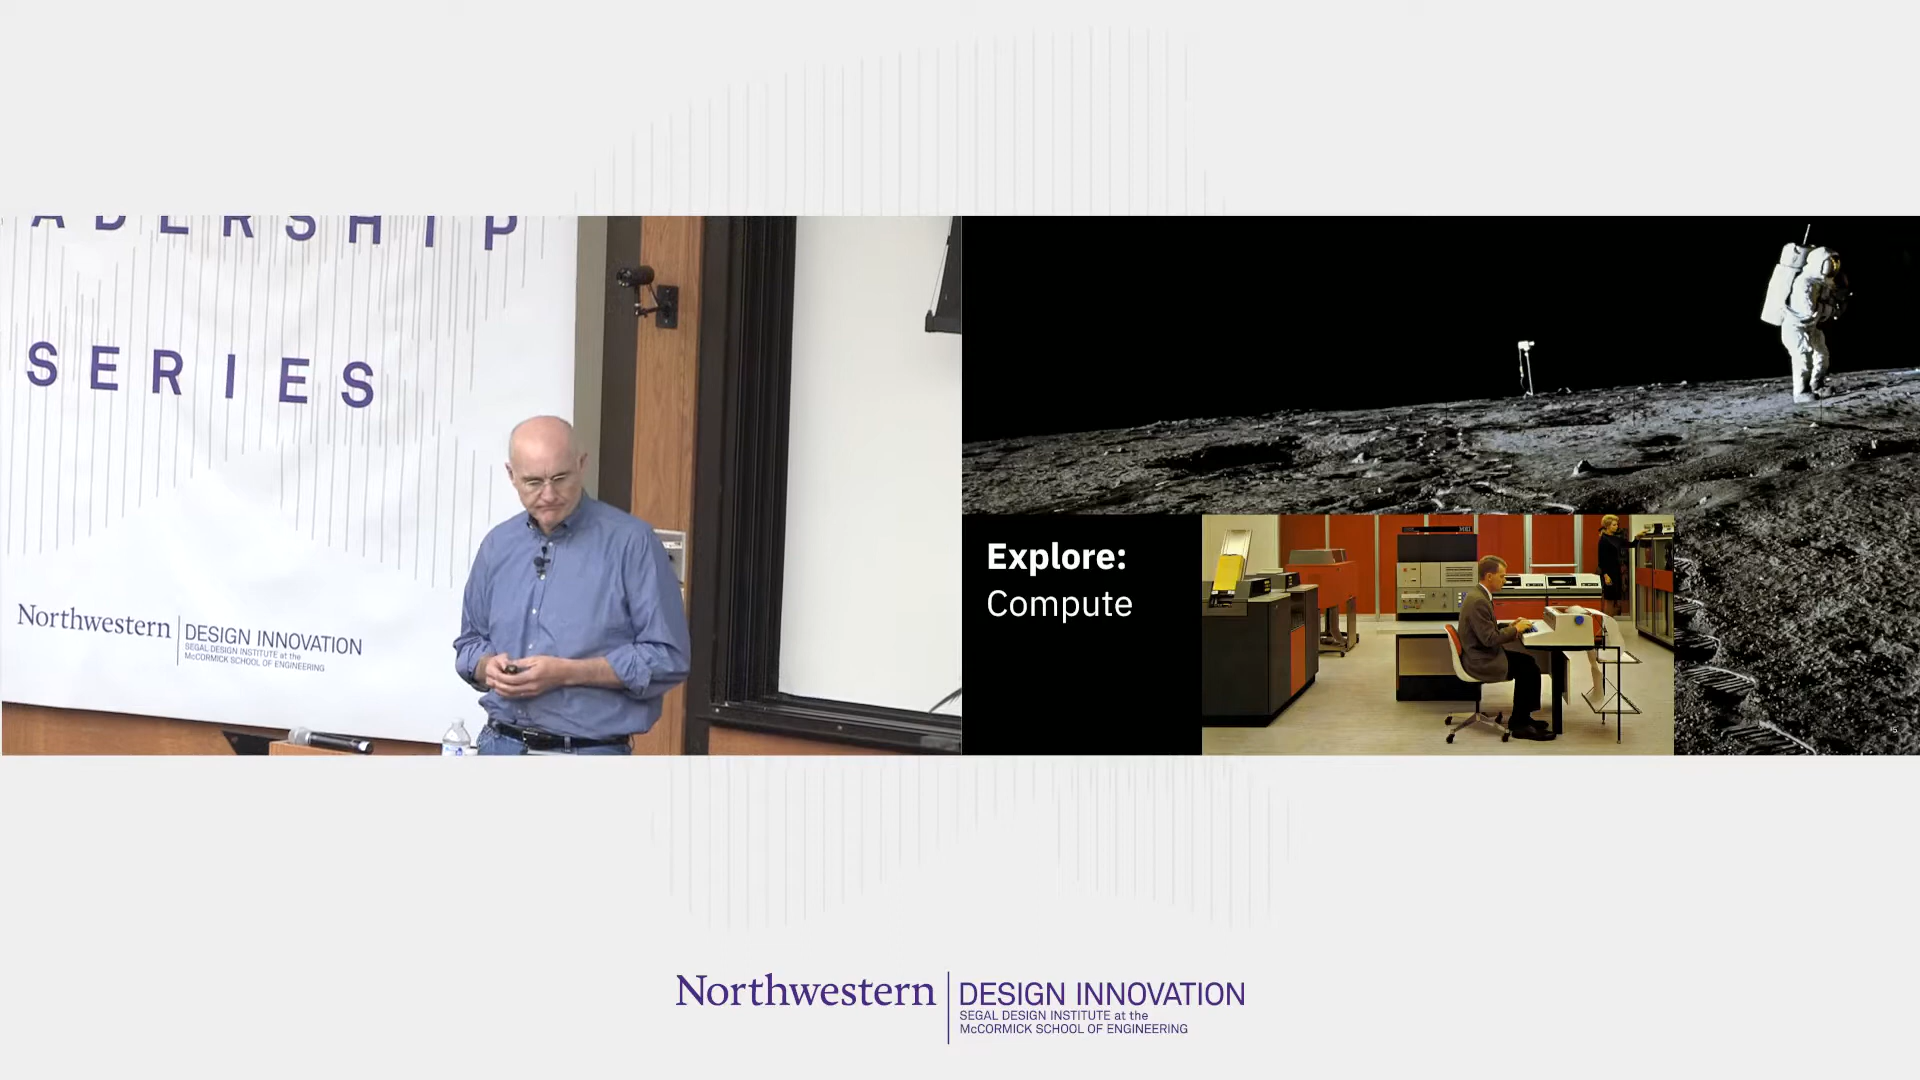 ADERSHIP
SERIES
Northwestern
DESIGN INNOVATION
SEGAL DESIGN INSTITUTE at the
McCORMICK SCHOOL OF ENGINEERING
Explore:
Compute
Northwestern
DESIGN INNOVATION
SEGAL DESIGN INSTITUTE at the
McCORMICK SCHOOL OF ENGINEERING